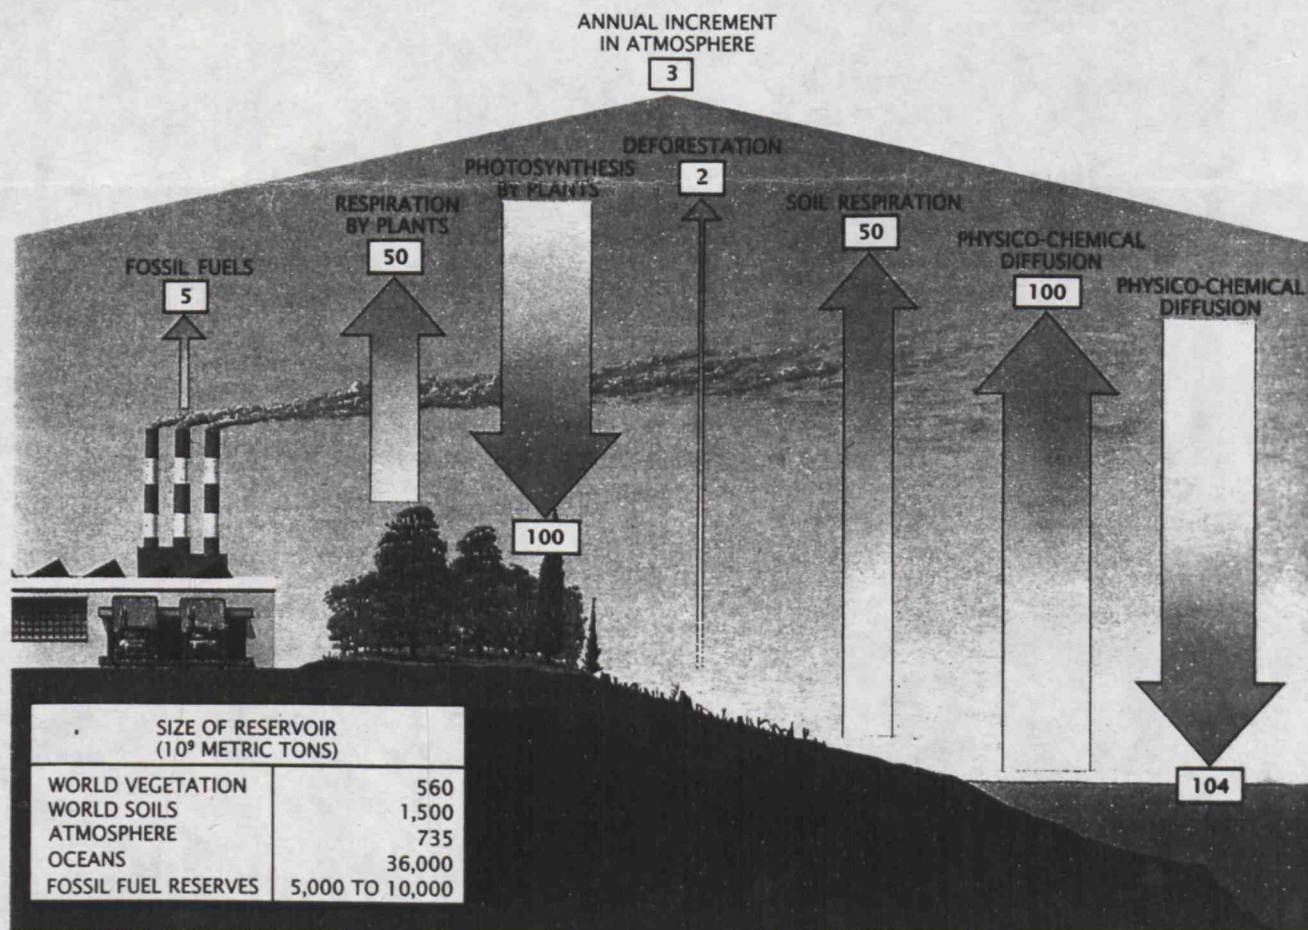 ANNUAL INCREMENT
IN ATMOSPHERE
3
DEFORESTATION
2
PHOTOSYNTHESIS
BY PLANTS
100
RESPIRATION
BY PLANTS
50
SOIL RESPIRATION
50
FOSSIL FUELS
5
PHYSICO-CHEMICAL
DIFFUSION
100
PHYSICO-CHEMICAL
DIFFUSION
104
SIZE OF RESERVOIR
(10⁹ METRIC TONS)
WORLD VEGETATION 560
WORLD SOILS 1,500
ATMOSPHERE 735
OCEANS 36,000
FOSSIL FUEL RESERVES 5,000 TO 10,000